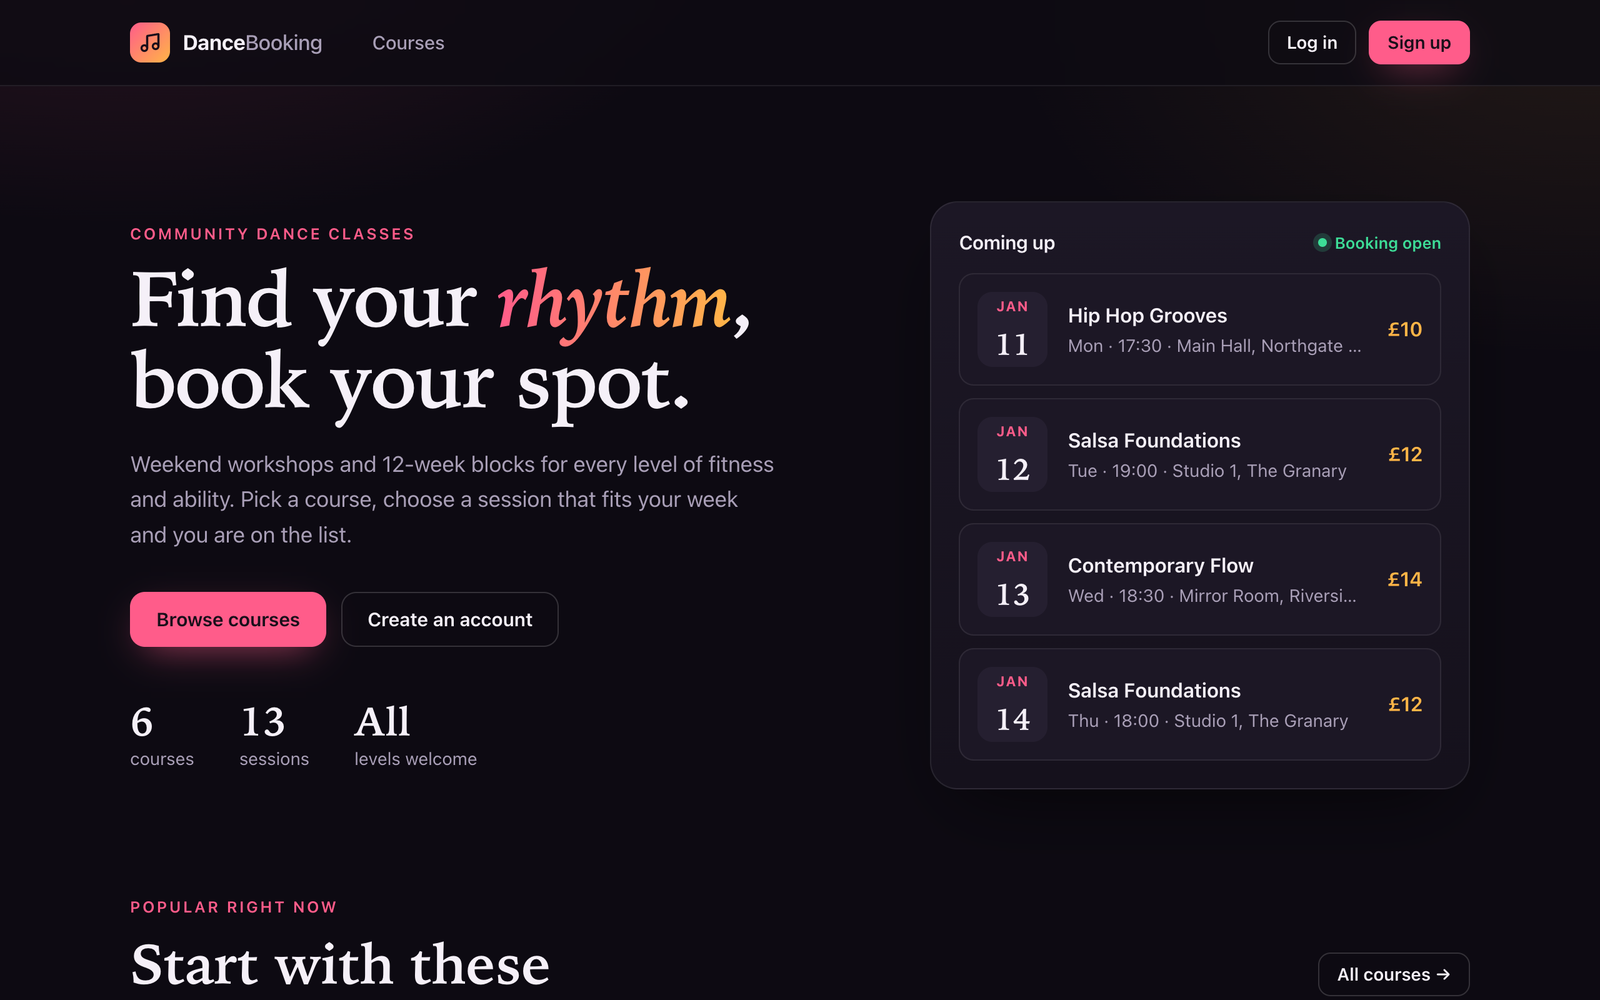 DanceBooking
Courses
Log in
Sign up
COMMUNITY DANCE CLASSES
Find your rhythm,
book your spot.
Weekend workshops and 12-week blocks for every level of fitness
and ability. Pick a course, choose a session that fits your week
and you are on the list.
Browse courses
Create an account
6
courses
13
sessions
All
levels welcome
Coming up
Booking open
JAN
11
Hip Hop Grooves
Mon · 17:30 · Main Hall, Northgate ...
£10
JAN
12
Salsa Foundations
Tue · 19:00 · Studio 1, The Granary
£12
JAN
13
Contemporary Flow
Wed · 18:30 · Mirror Room, Riversi...
£14
JAN
14
Salsa Foundations
Thu · 18:00 · Studio 1, The Granary
£12
POPULAR RIGHT NOW
Start with these
All courses →